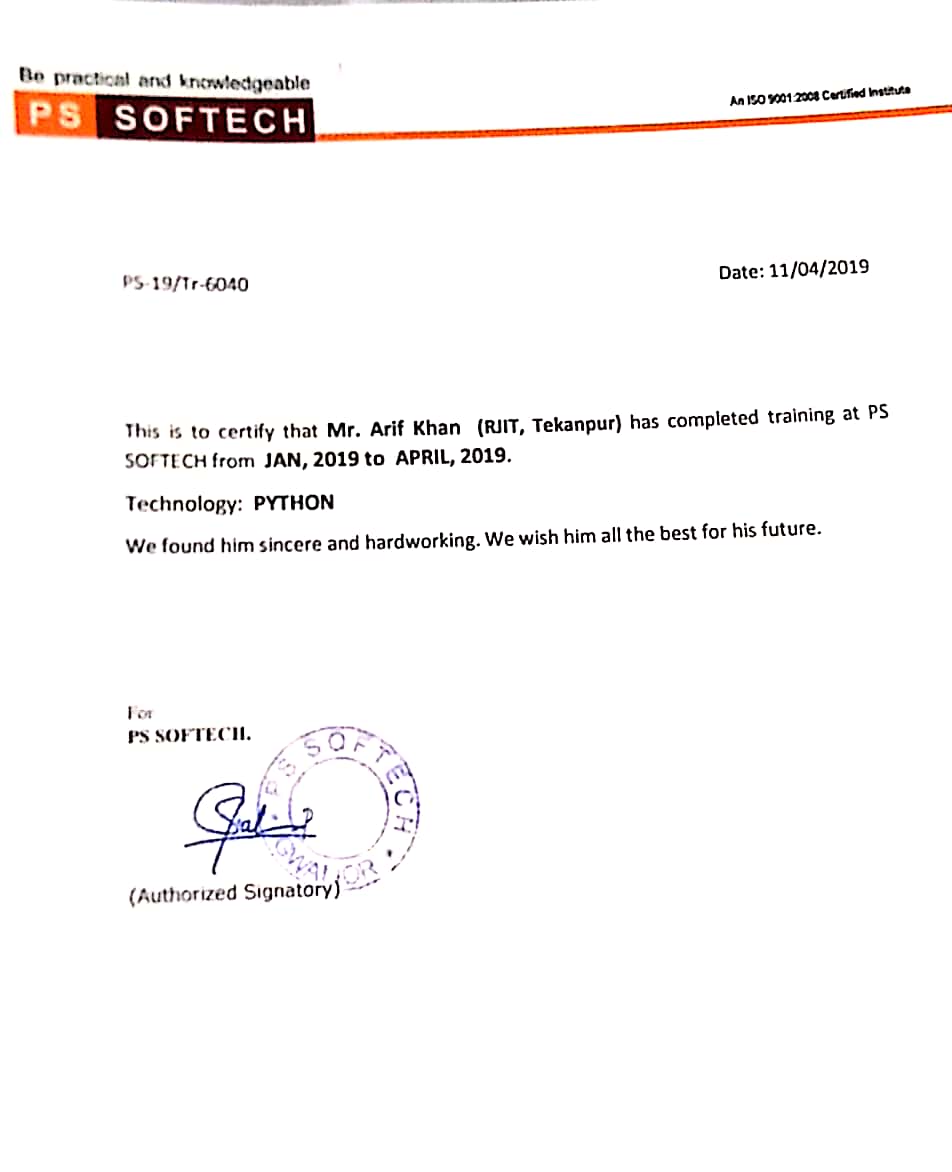 Be practical and knowledgeable
PS SOFTECH
An ISO 9001:2008 Certified Institute
PS-19/Tr-6040
Date: 11/04/2019
This is to certify that Mr. Arif Khan (RJIT, Tekanpur) has completed training at PS
SOFTECH from JAN, 2019 to APRIL, 2019.
Technology: PYTHON
We found him sincere and hardworking. We wish him all the best for his future.
For
PS SOFTECH.
PS SOFTECH
GWALIOR
(Authorized Signatory)